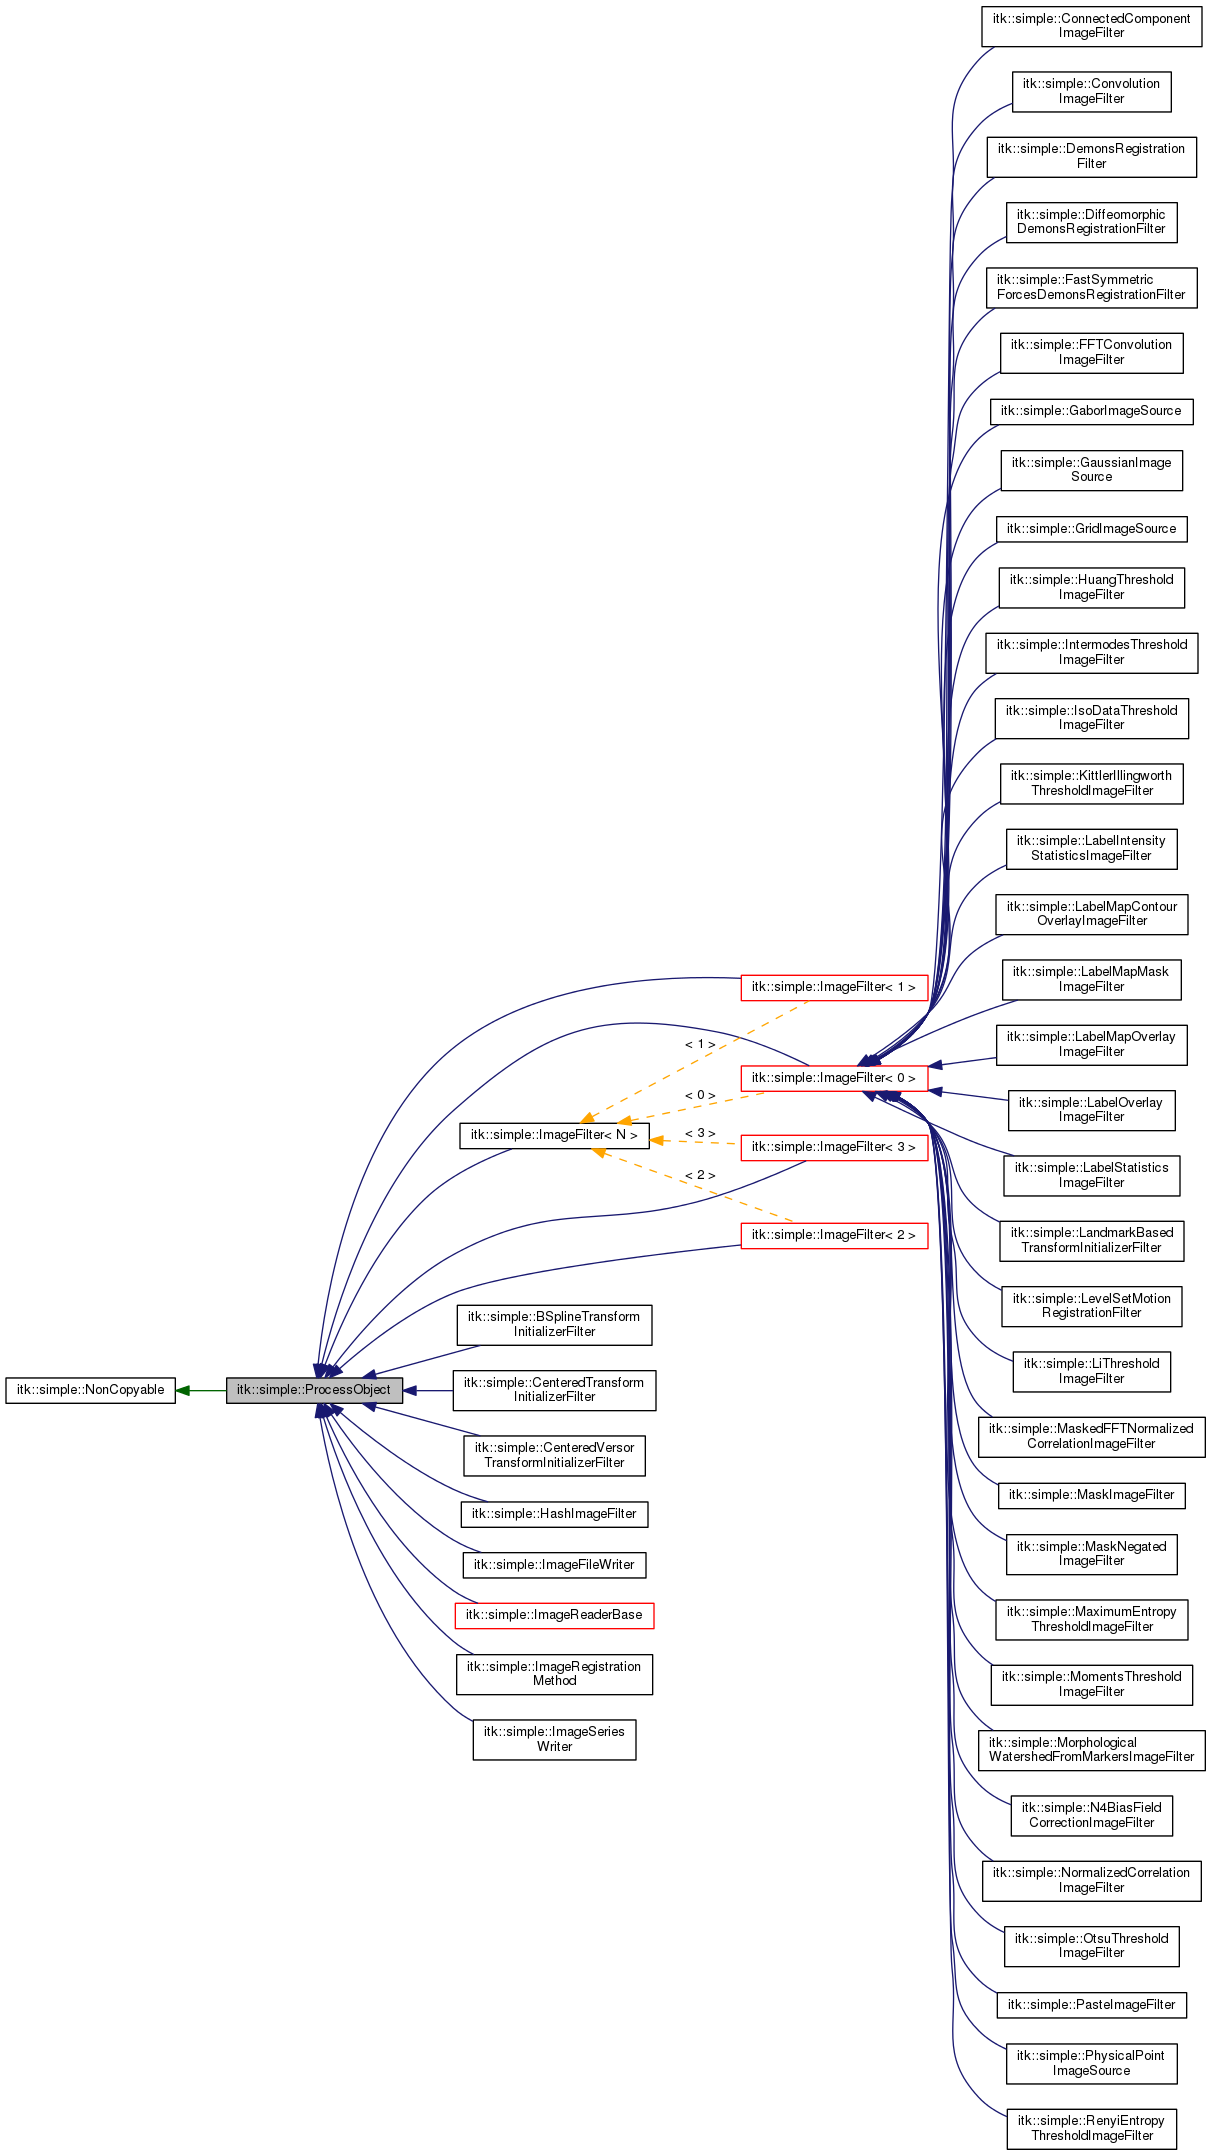 itk::simple::ConnectedComponent
ImageFilter
itk::simple::Convolution
ImageFilter
itk::simple::DemonsRegistration
Filter
itk::simple::Diffeomorphic
DemonsRegistrationFilter
itk::simple::FastSymmetric
ForcesDemonsRegistrationFilter
itk::simple::FFTConvolution
ImageFilter
itk::simple::GaborImageSource
itk::simple::GaussianImage
Source
itk::simple::GridImageSource
itk::simple::HuangThreshold
ImageFilter
itk::simple::IntermodesThreshold
ImageFilter
itk::simple::IsoDataThreshold
ImageFilter
itk::simple::KittlerIllingworth
ThresholdImageFilter
itk::simple::LabelIntensity
StatisticsImageFilter
itk::simple::LabelMapContour
OverlayImageFilter
itk::simple::LabelMapMask
ImageFilter
itk::simple::LabelMapOverlay
ImageFilter
itk::simple::LabelOverlay
ImageFilter
itk::simple::LabelStatistics
ImageFilter
itk::simple::LandmarkBased
TransformInitializerFilter
itk::simple::LevelSetMotion
RegistrationFilter
itk::simple::LiThreshold
ImageFilter
itk::simple::MaskedFFTNormalized
CorrelationImageFilter
itk::simple::MaskImageFilter
itk::simple::MaskNegated
ImageFilter
itk::simple::MaximumEntropy
ThresholdImageFilter
itk::simple::MomentsThreshold
ImageFilter
itk::simple::Morphological
WatershedFromMarkersImageFilter
itk::simple::N4BiasField
CorrectionImageFilter
itk::simple::NormalizedCorrelation
ImageFilter
itk::simple::OtsuThreshold
ImageFilter
itk::simple::PasteImageFilter
itk::simple::PhysicalPoint
ImageSource
itk::simple::RenyiEntropy
ThresholdImageFilter
itk::simple::ImageFilter< 1 >
< 1 >
itk::simple::ImageFilter< 0 >
< 0 >
itk::simple::ImageFilter< N >
< 3 >
itk::simple::ImageFilter< 3 >
< 2 >
itk::simple::ImageFilter< 2 >
itk::simple::BSplineTransform
InitializerFilter
itk::simple::NonCopyable
itk::simple::ProcessObject
itk::simple::CenteredTransform
InitializerFilter
itk::simple::CenteredVersor
TransformInitializerFilter
itk::simple::HashImageFilter
itk::simple::ImageFileWriter
itk::simple::ImageReaderBase
itk::simple::ImageRegistration
Method
itk::simple::ImageSeries
Writer